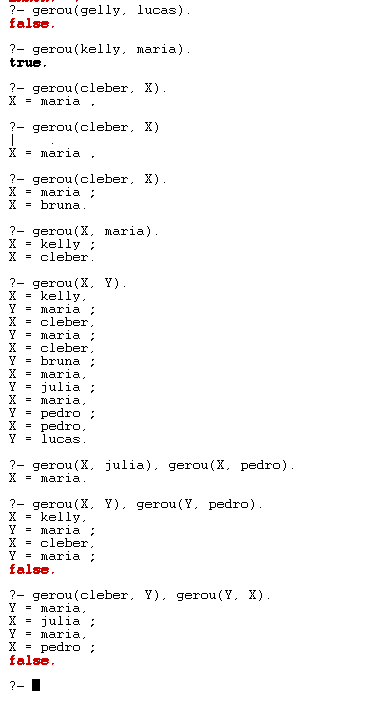 ?- gerou(gelly, lucas).
false.
?- gerou(kelly, maria).
true.
?- gerou(cleber, X).
X = maria .
?- gerou(cleber, X)
|    .
X = maria .
?- gerou(cleber, X).
X = maria ;
X = bruna.
?- gerou(X, maria).
X = kelly ;
X = cleber.
?- gerou(X, Y).
X = kelly,
Y = maria ;
X = cleber,
Y = maria ;
X = cleber,
Y = bruna ;
X = maria,
Y = julia ;
X = maria,
Y = pedro ;
X = pedro,
Y = lucas.
?- gerou(X, julia), gerou(X, pedro).
X = maria.
?- gerou(X, Y), gerou(Y, pedro).
X = kelly,
Y = maria ;
X = cleber,
Y = maria ;
false.
?- gerou(cleber, Y), gerou(Y, X).
Y = maria,
X = julia ;
Y = maria,
X = pedro ;
false.
?-